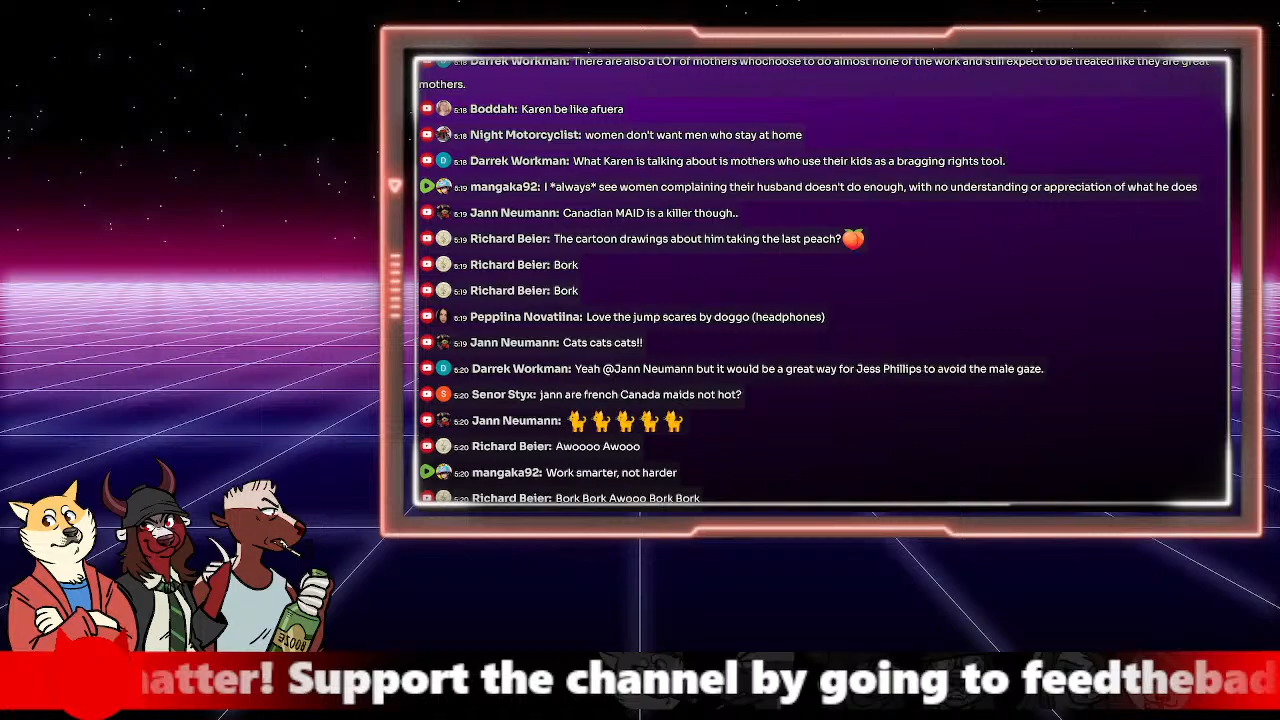 5:18 Darrek Workman: There are also a LOT of mothers whochoose to do almost none of the work and still expect to be treated like they are great
mothers.
5:18 Boddah: Karen be like afuera
5:18 Night Motorcyclist: women don't want men who stay at home
D 5:18 Darrek Workman: What Karen is talking about is mothers who use their kids as a bragging rights tool.
5:19 mangaka92: I *always* see women complaining their husband doesn't do enough, with no understanding or appreciation of what he does
5:19 Jann Neumann: Canadian MAID is a killer though..
5:19 Richard Beier: The cartoon drawings about him taking the last peach?🍑
5:19 Richard Beier: Bork
5:19 Richard Beier: Bork
5:19 Peppiina Novattina: Love the jump scares by doggo (headphones)
5:19 Jann Neumann: Cats cats cats!!
D 5:20 Darrek Workman: Yeah @Jann Neumann but it would be a great way for Jess Phillips to avoid the male gaze.
S 5:20 Senor Styx: jann are french Canada maids not hot?
5:20 Jann Neumann: 🐈🐈🐈🐈🐈
5:20 Richard Beier: Awoooo Awooo
5:20 mangaka92: Work smarter, not harder
5:20 Richard Beier: Bork Bork Awooo Bork Bork
BOOZE
atter! Support the channel by going to feedthebad